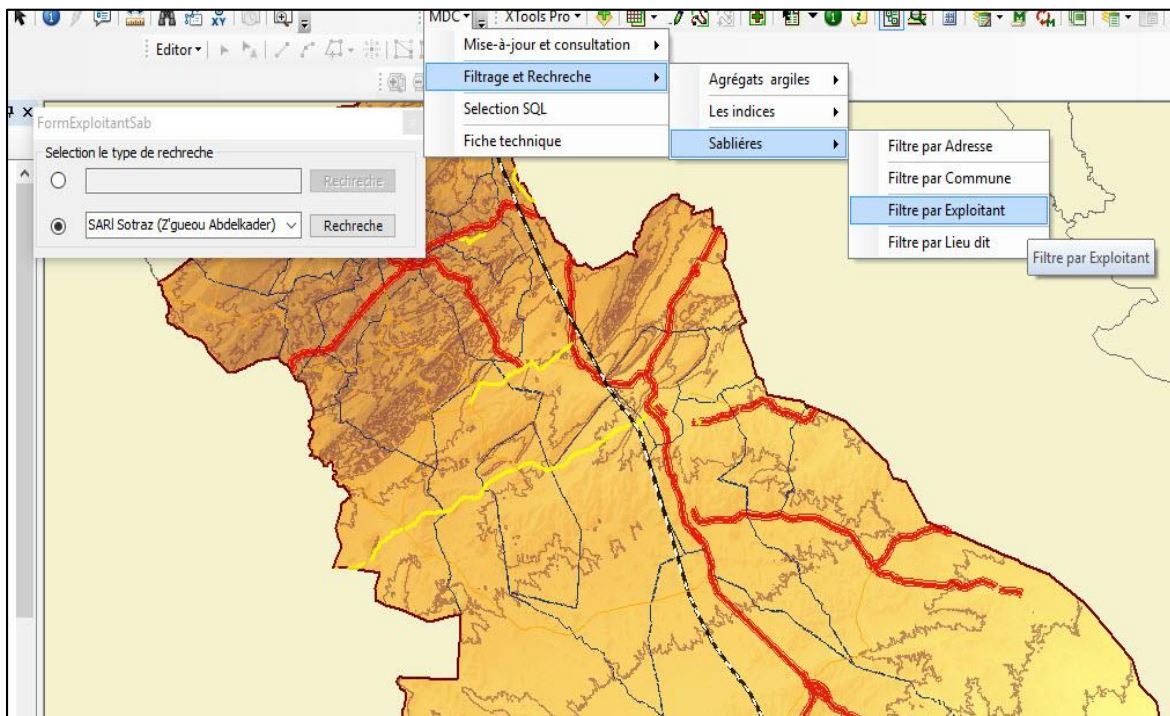 MDC
XTools Pro
Editor
Mise-à-jour et consultation
Filtrage et Rechreche
Selection SQL
Fiche technique
Agrégats argiles
Les indices
Sabliéres
Filtre par Adresse
Filtre par Commune
Filtre par Exploitant
Filtre par Lieu dit
Filtre par Exploitant
FormExploitantSab
Selection le type de rechreche
Rechreche
SARl Sotraz (Z'gueou Abdelkader)
Rechreche